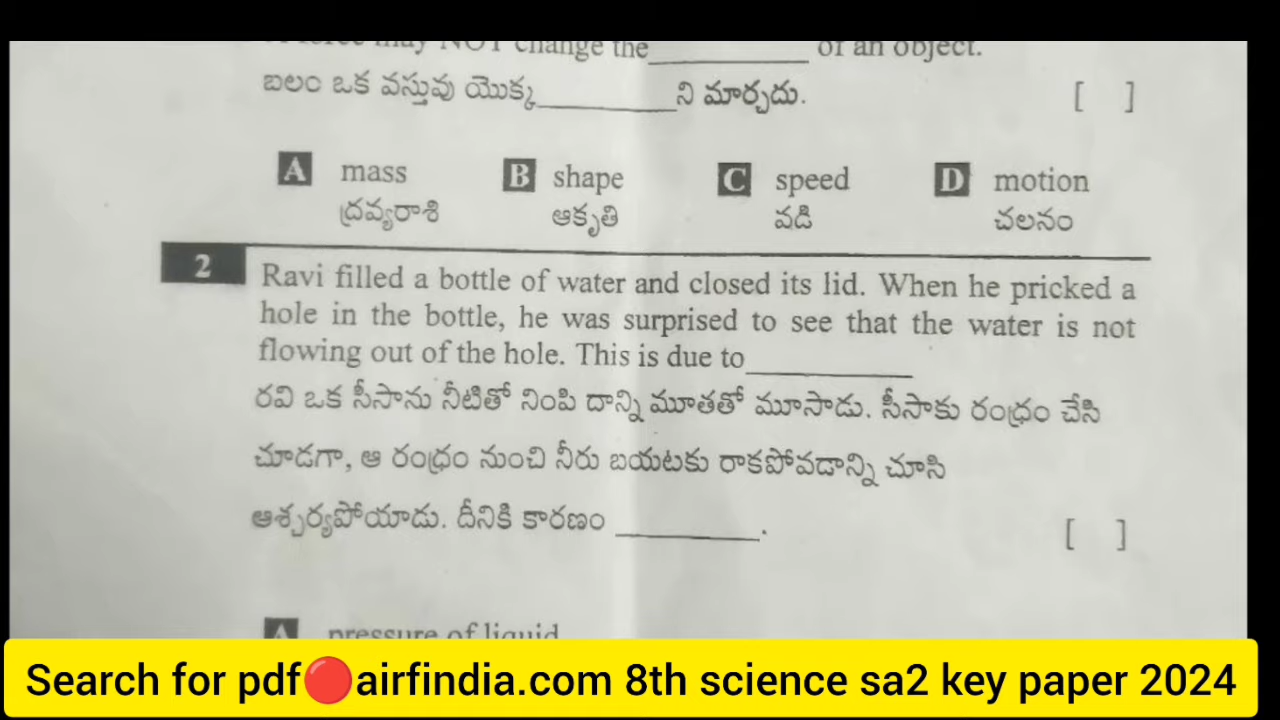 may NOT change the__________ of an object.
బలం ఒక వస్తువు యొక్క__________ని మార్చదు. [ ]
A mass B shape C speed D motion
ద్రవ్యరాశి ఆకృతి వడి చలనం
2 Ravi filled a bottle of water and closed its lid. When he pricked a
hole in the bottle, he was surprised to see that the water is not
flowing out of the hole. This is due to__________
రవి ఒక సీసాను నీటితో నింపి దాన్ని మూతతో మూసాడు. సీసాకు రంధ్రం చేసి
చూడగా, ఆ రంధ్రం నుంచి నీరు బయటకు రాకపోవడాన్ని చూసి
ఆశ్చర్యపోయాడు. దీనికి కారణం __________. [ ]
A pressure of liquid
Search for pdf🔴airfindia.com 8th science sa2 key paper 2024